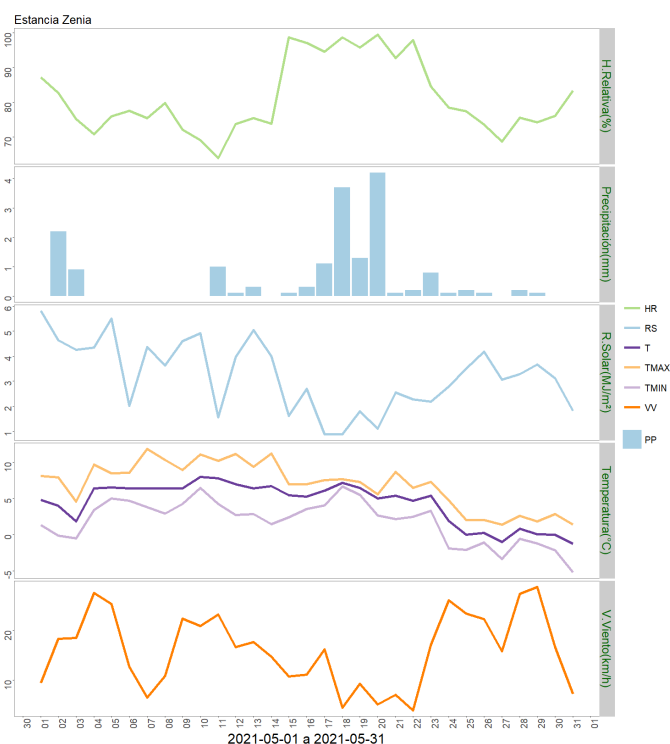 Estancia Zenia
100
90
80
70
H.Relativa(%)
4
3
2
1
0
Precipitación(mm)
6
5
4
3
2
1
R.Solar(MJ/m²)
10
5
0
-5
Temperatura(°C)
20
10
V.Viento(km/h)
30 01 02 03 04 05 06 07 08 09 10 11 12 13 14 15 16 17 18 19 20 21 22 23 24 25 26 27 28 29 30 31 01
2021-05-01 a 2021-05-31
HR
RS
T
TMAX
TMIN
VV
PP